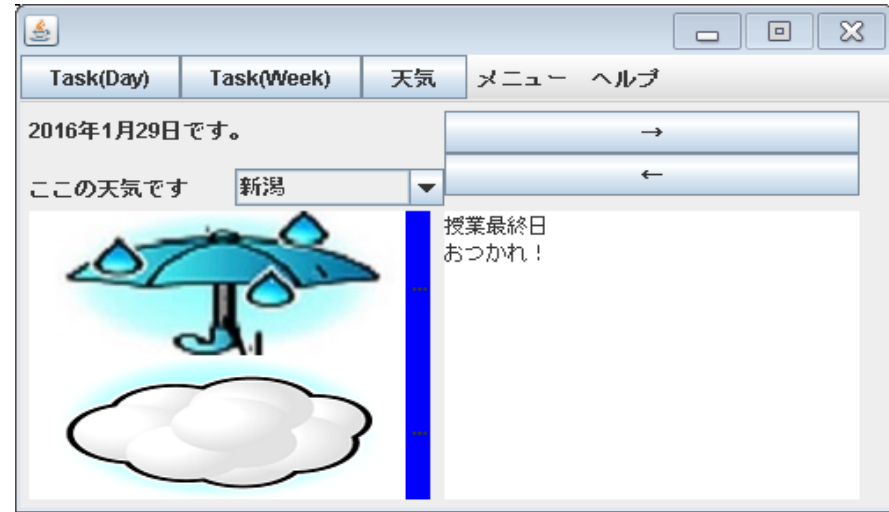 Task(Day) Task(Week) 天気 メニュー ヘルプ
2016年1月29日です。
→
←
ここの天気です 新潟
授業最終日
おつかれ！
...
...